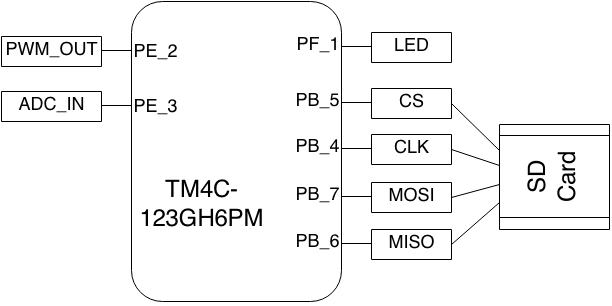 PWM_OUT
PE_2
ADC_IN
PE_3
TM4C-
123GH6PM
PF_1
LED
PB_5
CS
PB_4
CLK
PB_7
MOSI
PB_6
MISO
SD
Card